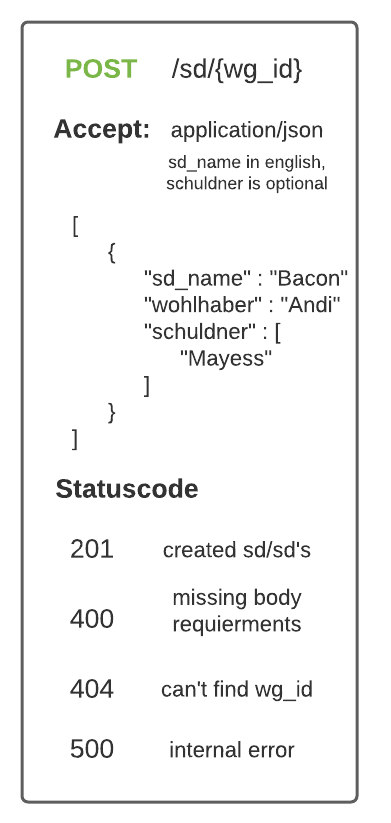 POST /sd/{wg_id}
Accept: application/json
sd_name in english,
schuldner is optional
[
{
"sd_name" : "Bacon"
"wohlhaber" : "Andi"
"schuldner" : [
"Mayess"
]
}
]
Statuscode
201 created sd/sd's
400 missing body
requierments
404 can't find wg_id
500 internal error